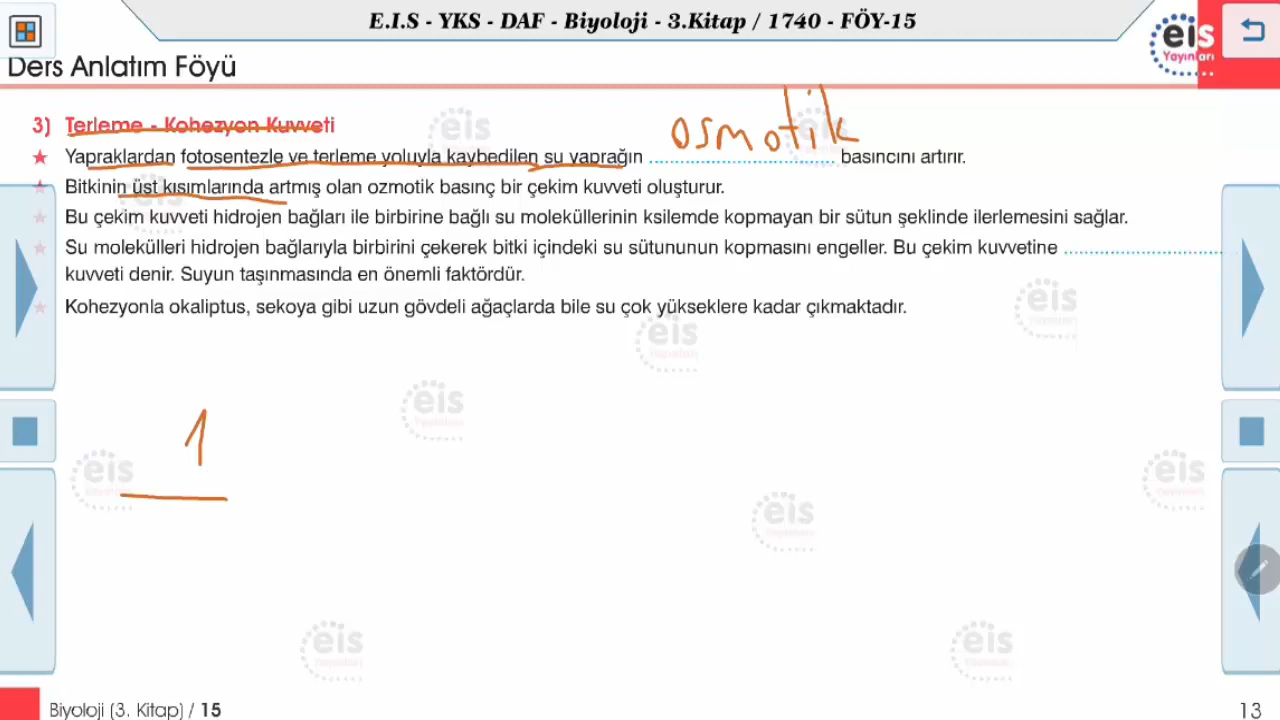 E.I.S - YKS - DAF - Biyoloji - 3.Kitap / 1740 - FÖY-15
eis
Yayınları
Ders Anlatım Föyü
osmotik
3) Terleme - Kohezyon Kuvveti
★ Yapraklardan fotosentezle ve terleme yoluyla kaybedilen su yaprağın .................................. basıncını artırır.
★ Bitkinin üst kısımlarında artmış olan ozmotik basınç bir çekim kuvveti oluşturur.
★ Bu çekim kuvveti hidrojen bağları ile birbirine bağlı su moleküllerinin ksilemde kopmayan bir sütun şeklinde ilerlemesini sağlar.
★ Su molekülleri hidrojen bağlarıyla birbirini çekerek bitki içindeki su sütununun kopmasını engeller. Bu çekim kuvvetine ..............................
kuvveti denir. Suyun taşınmasında en önemli faktördür.
★ Kohezyonla okaliptus, sekoya gibi uzun gövdeli ağaçlarda bile su çok yükseklere kadar çıkmaktadır.
1
Biyoloji (3. Kitap) / 15
13